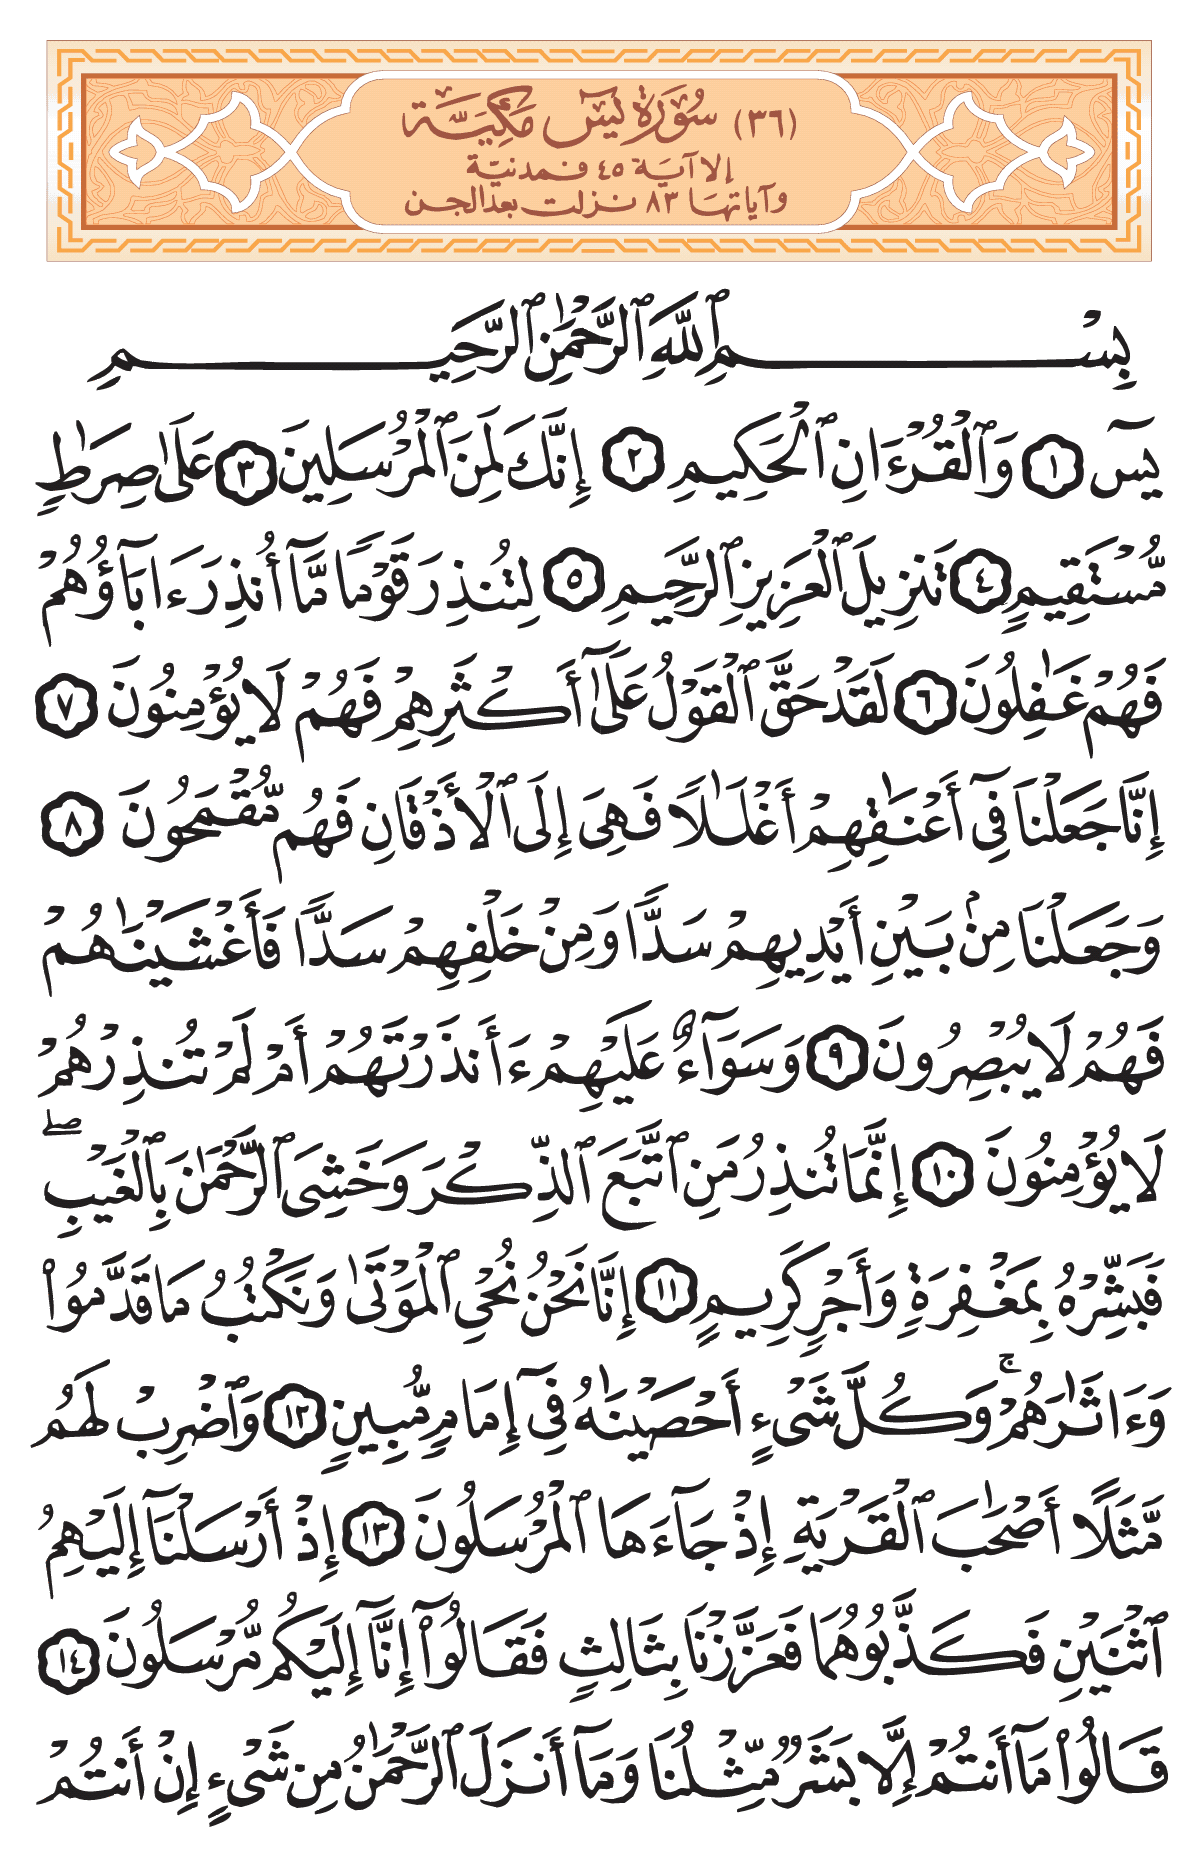 (٣٦) سُورَةُ يسٓ مَكِّيَّة
إلا آيَة ٤٥ فمدنيّة
وآياتها ٨٣ نزلت بعد الجن
بِسْمِ ٱللَّهِ ٱلرَّحْمَٰنِ ٱلرَّحِيمِ
يسٓ ١ وَٱلْقُرْءَانِ ٱلْحَكِيمِ ٢ إِنَّكَ لَمِنَ ٱلْمُرْسَلِينَ ٣ عَلَىٰ صِرَٰطٍ
مُّسْتَقِيمٍ ٤ تَنزِيلَ ٱلْعَزِيزِ ٱلرَّحِيمِ ٥ لِتُنذِرَ قَوْمًا مَّآ أُنذِرَ ءَابَآؤُهُمْ
فَهُمْ غَٰفِلُونَ ٦ لَقَدْ حَقَّ ٱلْقَوْلُ عَلَىٰٓ أَكْثَرِهِمْ فَهُمْ لَا يُؤْمِنُونَ ٧
إِنَّا جَعَلْنَا فِىٓ أَعْنَٰقِهِمْ أَغْلَٰلًا فَهِىَ إِلَى ٱلْأَذْقَانِ فَهُم مُّقْمَحُونَ ٨
وَجَعَلْنَا مِنۢ بَيْنِ أَيْدِيهِمْ سَدًّا وَمِنْ خَلْفِهِمْ سَدًّا فَأَغْشَيْنَٰهُمْ
فَهُمْ لَا يُبْصِرُونَ ٩ وَسَوَآءٌ عَلَيْهِمْ ءَأَنذَرْتَهُمْ أَمْ لَمْ تُنذِرْهُمْ
لَا يُؤْمِنُونَ ١٠ إِنَّمَا تُنذِرُ مَنِ ٱتَّبَعَ ٱلذِّكْرَ وَخَشِىَ ٱلرَّحْمَٰنَ بِٱلْغَيْبِ ۖ
فَبَشِّرْهُ بِمَغْفِرَةٍ وَأَجْرٍ كَرِيمٍ ١١ إِنَّا نَحْنُ نُحْىِ ٱلْمَوْتَىٰ وَنَكْتُبُ مَا قَدَّمُوا۟
وَءَاثَٰرَهُمْ ۚ وَكُلَّ شَىْءٍ أَحْصَيْنَٰهُ فِىٓ إِمَامٍ مُّبِينٍ ١٢ وَٱضْرِبْ لَهُم
مَّثَلًا أَصْحَٰبَ ٱلْقَرْيَةِ إِذْ جَآءَهَا ٱلْمُرْسَلُونَ ١٣ إِذْ أَرْسَلْنَآ إِلَيْهِمُ
ٱثْنَيْنِ فَكَذَّبُوهُمَا فَعَزَّزْنَا بِثَالِثٍ فَقَالُوٓا۟ إِنَّآ إِلَيْكُم مُّرْسَلُونَ ١٤
قَالُوا۟ مَآ أَنتُمْ إِلَّا بَشَرٌ مِّثْلُنَا وَمَآ أَنزَلَ ٱلرَّحْمَٰنُ مِن شَىْءٍ إِنْ أَنتُمْ